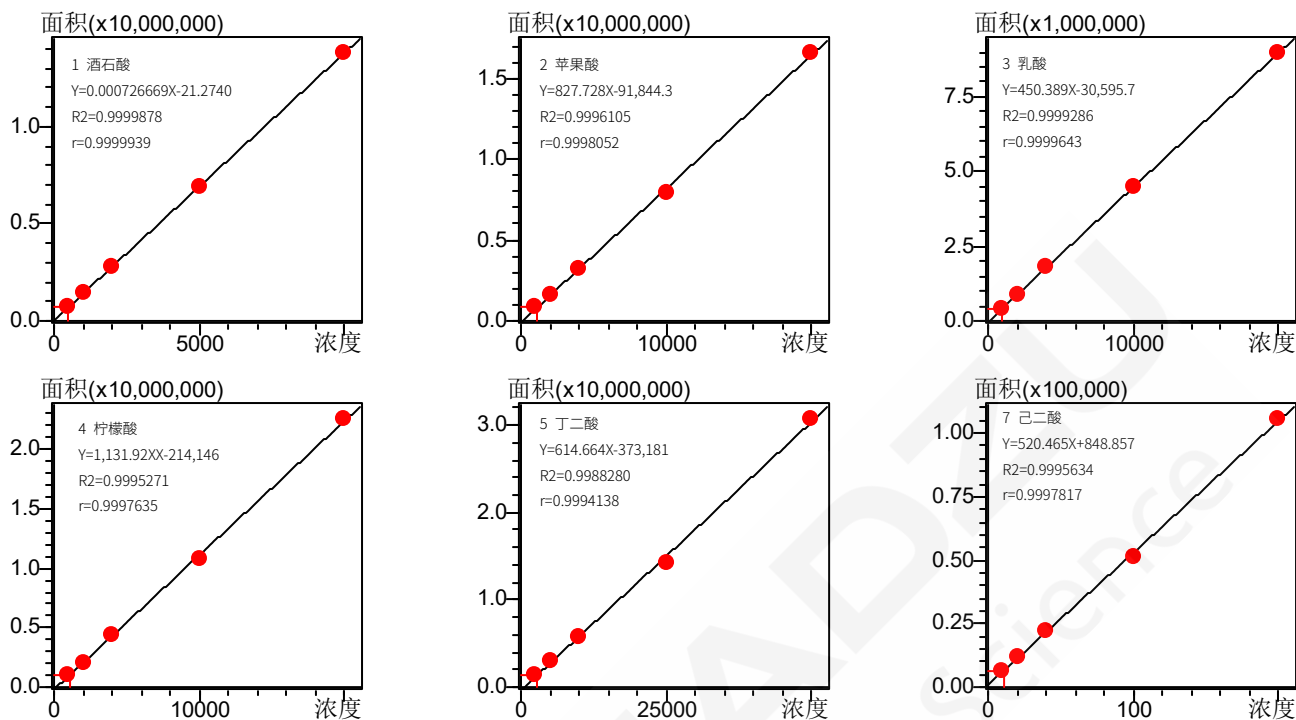 面积(x10,000,000)
1 酒石酸
Y=0.000726669X-21.2740
R2=0.9999878
r=0.9999939
1.0
0.5
0.0
0
5000
浓度
面积(x10,000,000)
2 苹果酸
Y=827.728X-91,844.3
R2=0.9996105
r=0.9998052
1.5
1.0
0.5
0.0
0
10000
浓度
面积(x1,000,000)
3 乳酸
Y=450.389X-30,595.7
R2=0.9999286
r=0.9999643
7.5
5.0
2.5
0.0
0
10000
浓度
面积(x10,000,000)
4 柠檬酸
Y=1,131.92XX-214,146
R2=0.9995271
r=0.9997635
2.0
1.5
1.0
0.5
0.0
0
10000
浓度
面积(x10,000,000)
5 丁二酸
Y=614.664X-373,181
R2=0.9988280
r=0.9994138
3.0
2.0
1.0
0.0
0
25000
浓度
面积(x100,000)
7 己二酸
Y=520.465X+848.857
R2=0.9995634
r=0.9997817
1.00
0.75
0.50
0.25
0.00
0
100
浓度
ADZU
Science